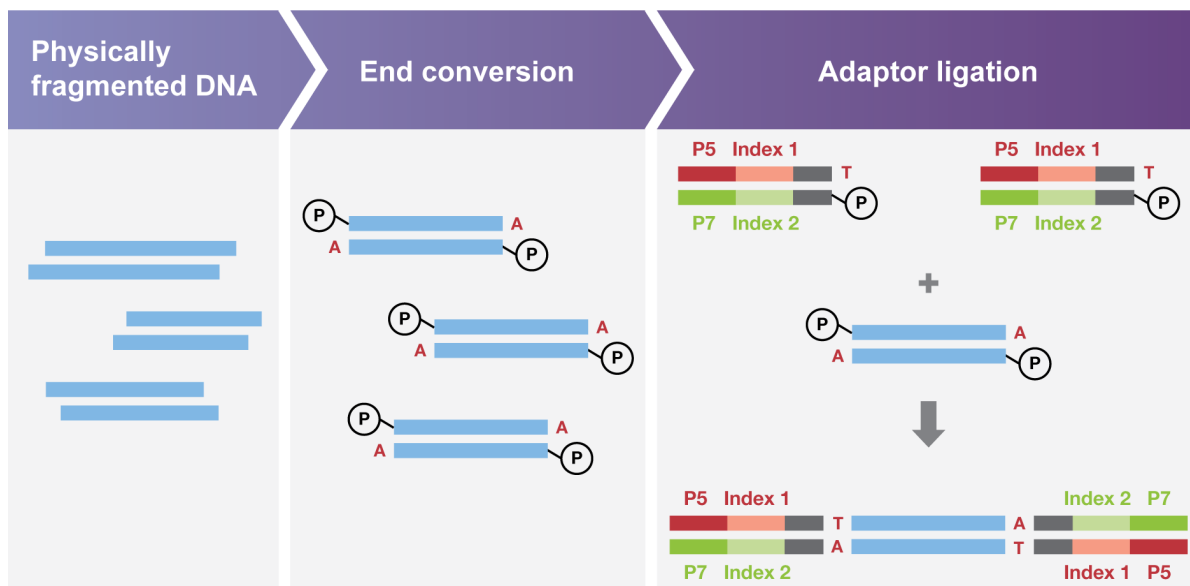 Physically
fragmented DNA
End conversion
Adaptor ligation
P
A
A
P
P
A
A
P
P
A
A
P
P5 Index 1
T
P
P7 Index 2
P5 Index 1
T
P
P7 Index 2
+
P
A
A
P
P5 Index 1
Index 2 P7
T
A
A
T
P7 Index 2
Index 1 P5